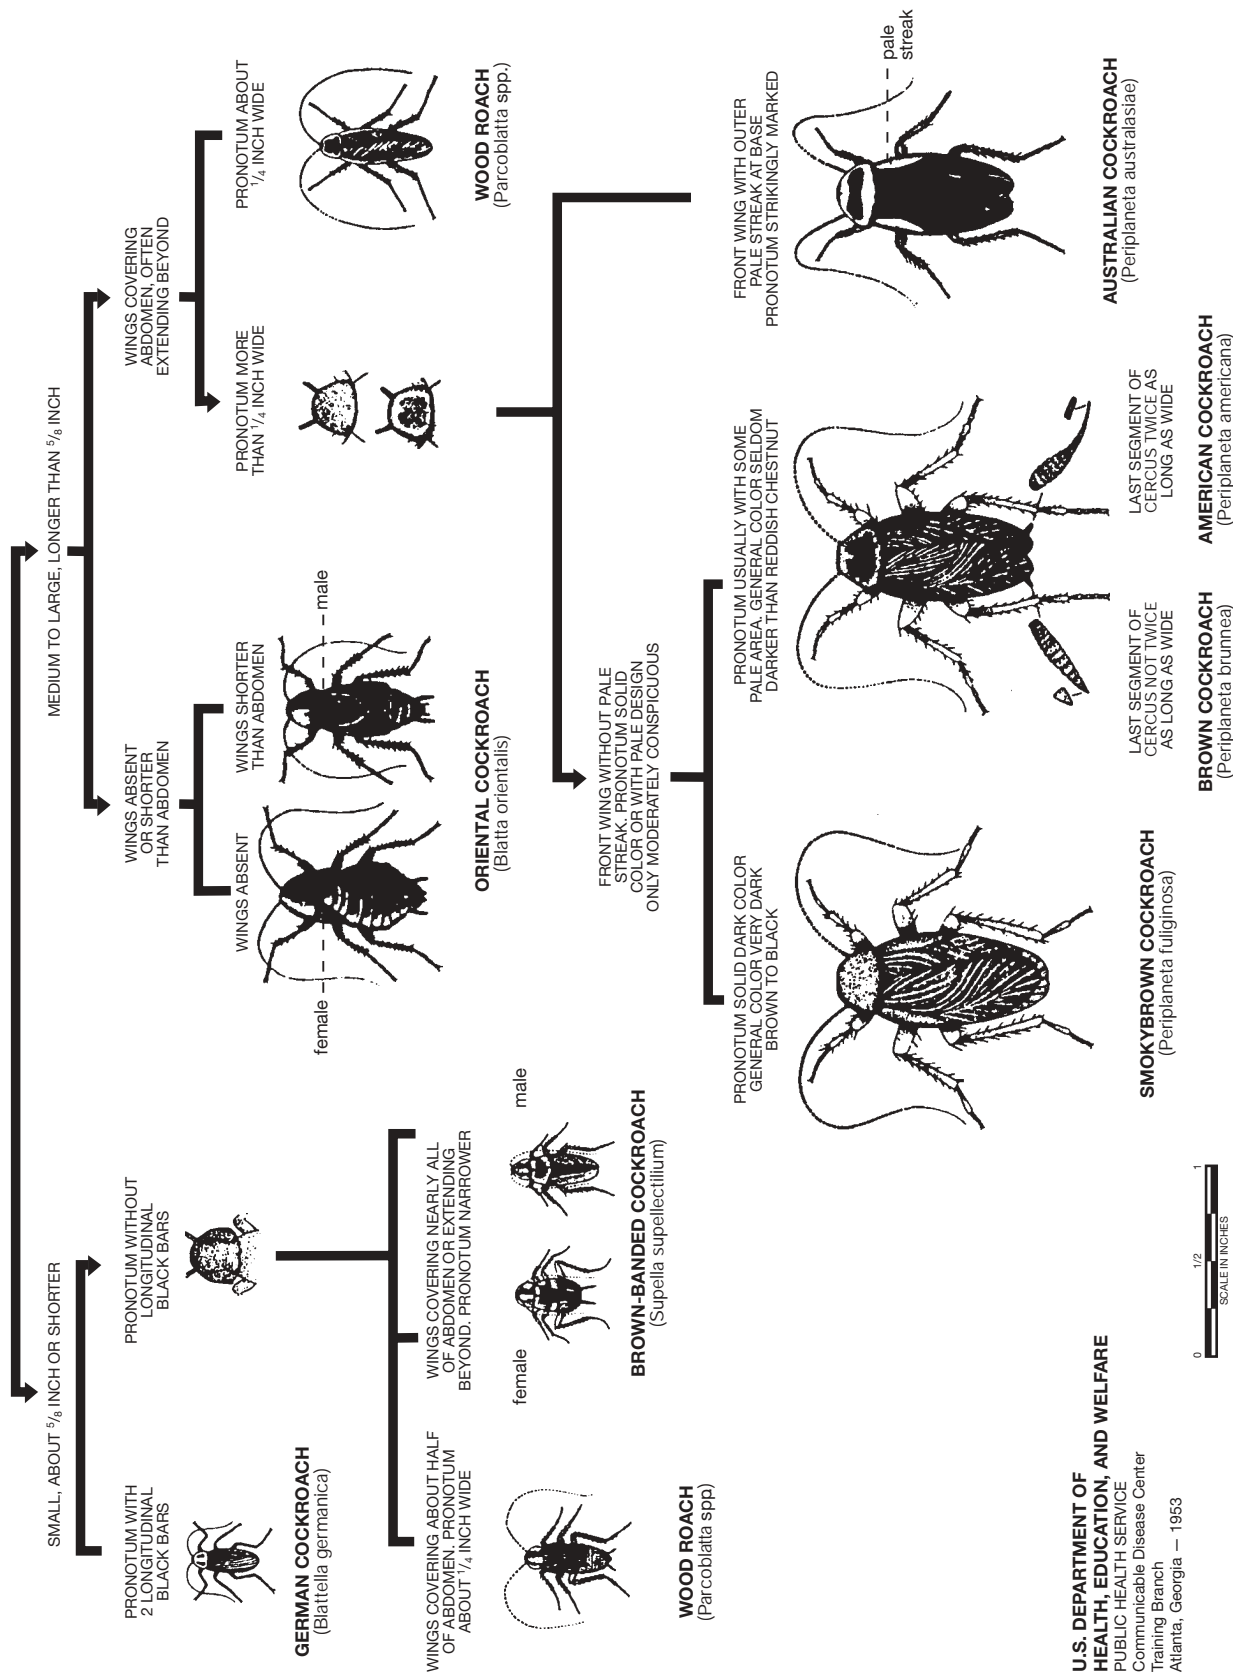 SMALL, ABOUT 5/8 INCH OR SHORTER
MEDIUM TO LARGE, LONGER THAN 5/8 INCH
PRONOTUM WITH
2 LONGITUDINAL
BLACK BARS
PRONOTUM WITHOUT
LONGITUDINAL
BLACK BARS
WINGS ABSENT
OR SHORTER
THAN ABDOMEN
WINGS COVERING
ABDOMEN, OFTEN
EXTENDING BEYOND
GERMAN COCKROACH
(Blattella germanica)
WINGS ABSENT
WINGS SHORTER
THAN ABDOMEN
PRONOTUM MORE
THAN 1/4 INCH WIDE
PRONOTUM ABOUT
1/4 INCH WIDE
female
male
ORIENTAL COCKROACH
(Blatta orientalis)
WOOD ROACH
(Parcoblatta spp.)
WINGS COVERING ABOUT HALF
OF ABDOMEN. PRONOTUM
ABOUT 1/4 INCH WIDE
WINGS COVERING NEARLY ALL
OF ABDOMEN OR EXTENDING
BEYOND. PRONOTUM NARROWER
female
male
WOOD ROACH
(Parcoblatta spp)
BROWN-BANDED COCKROACH
(Supella supellectilium)
FRONT WING WITHOUT PALE
STREAK. PRONOTUM SOLID
COLOR OR WITH PALE DESIGN
ONLY MODERATELY CONSPICUOUS
FRONT WING WITH OUTER
PALE STREAK AT BASE
PRONOTUM STRIKINGLY MARKED
PRONOTUM SOLID DARK COLOR
GENERAL COLOR VERY DARK
BROWN TO BLACK
PRONOTUM USUALLY WITH SOME
PALE AREA. GENERAL COLOR SELDOM
DARKER THAN REDDISH CHESTNUT
pale
streak
SMOKYBROWN COCKROACH
(Periplaneta fuliginosa)
LAST SEGMENT OF
CERCUS NOT TWICE
AS LONG AS WIDE
BROWN COCKROACH
(Periplaneta brunnea)
LAST SEGMENT OF
CERCUS TWICE AS
LONG AS WIDE
AMERICAN COCKROACH
(Periplaneta americana)
AUSTRALIAN COCKROACH
(Periplaneta australasiae)
U.S. DEPARTMENT OF
HEALTH, EDUCATION, AND WELFARE
PUBLIC HEALTH SERVICE
Communicable Disease Center
Training Branch
Atlanta, Georgia — 1953
0 1/2 1
SCALE IN INCHES